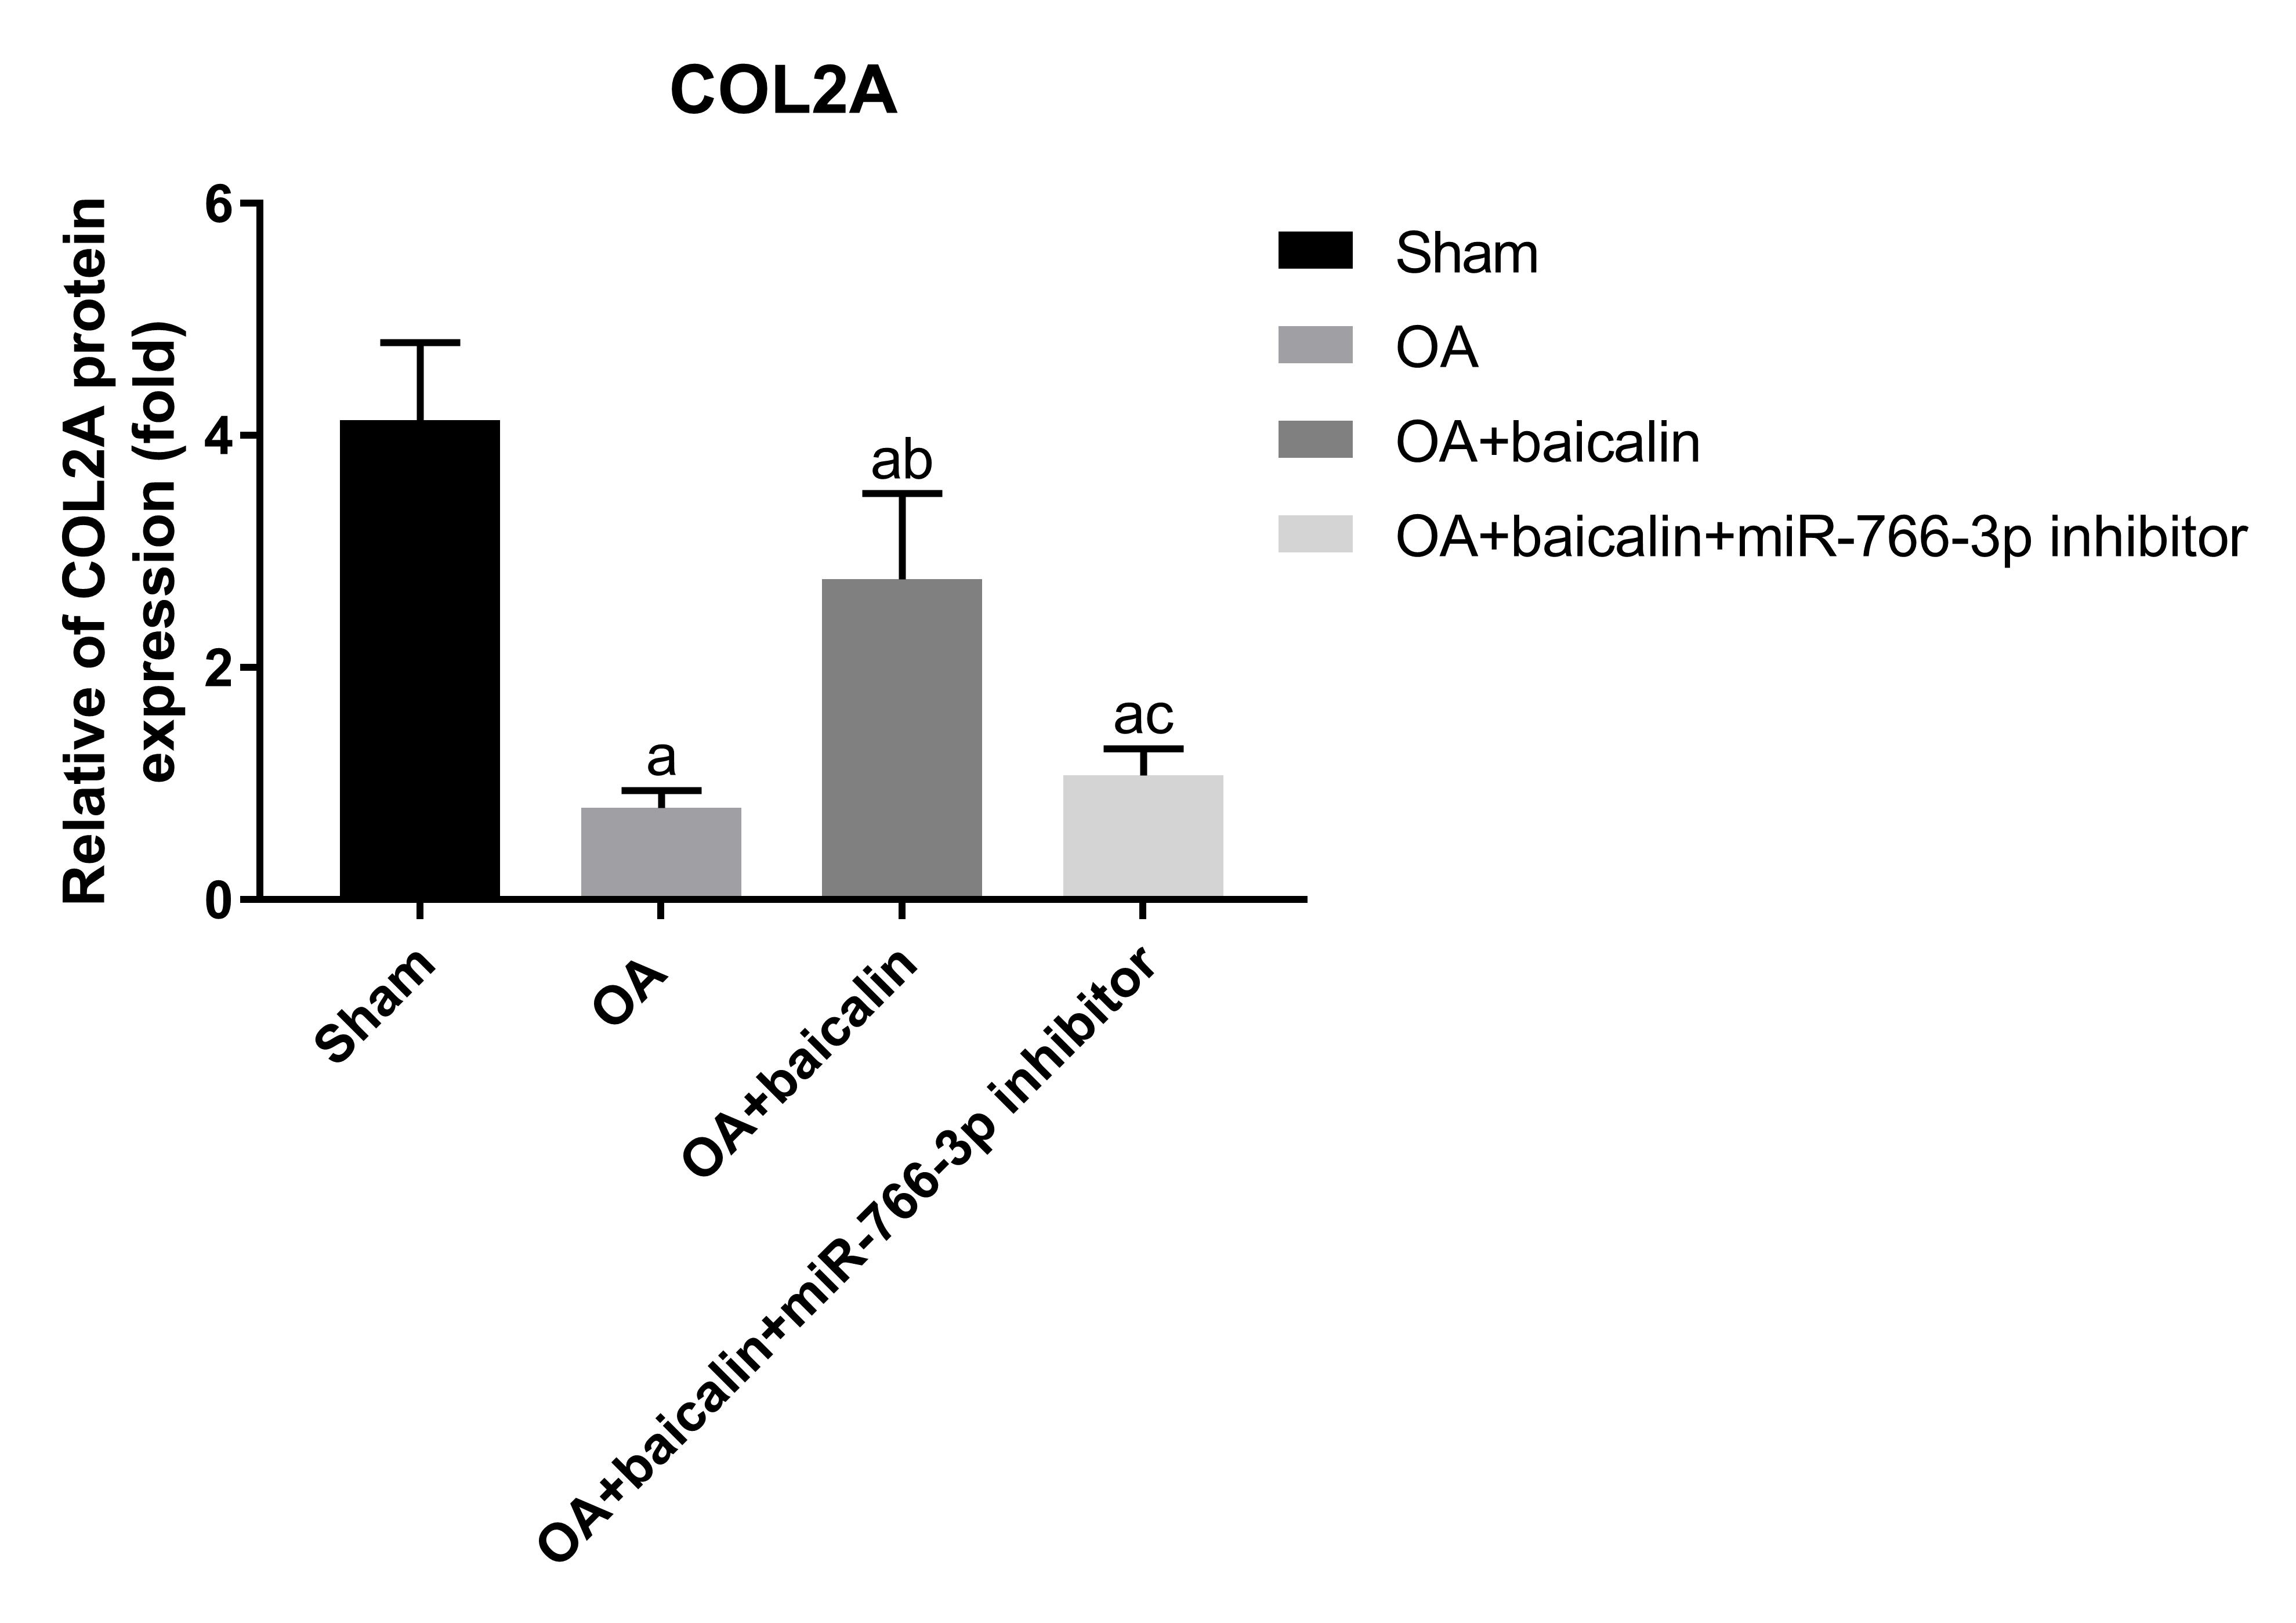 COL2A
Relative of COL2A protein
expression (fold)
6
4
2
0
a
ab
ac
Sham
OA
OA+baicalin
OA+baicalin+miR-766-3p inhibitor
Sham
OA
OA+baicalin
OA+baicalin+miR-766-3p inhibitor